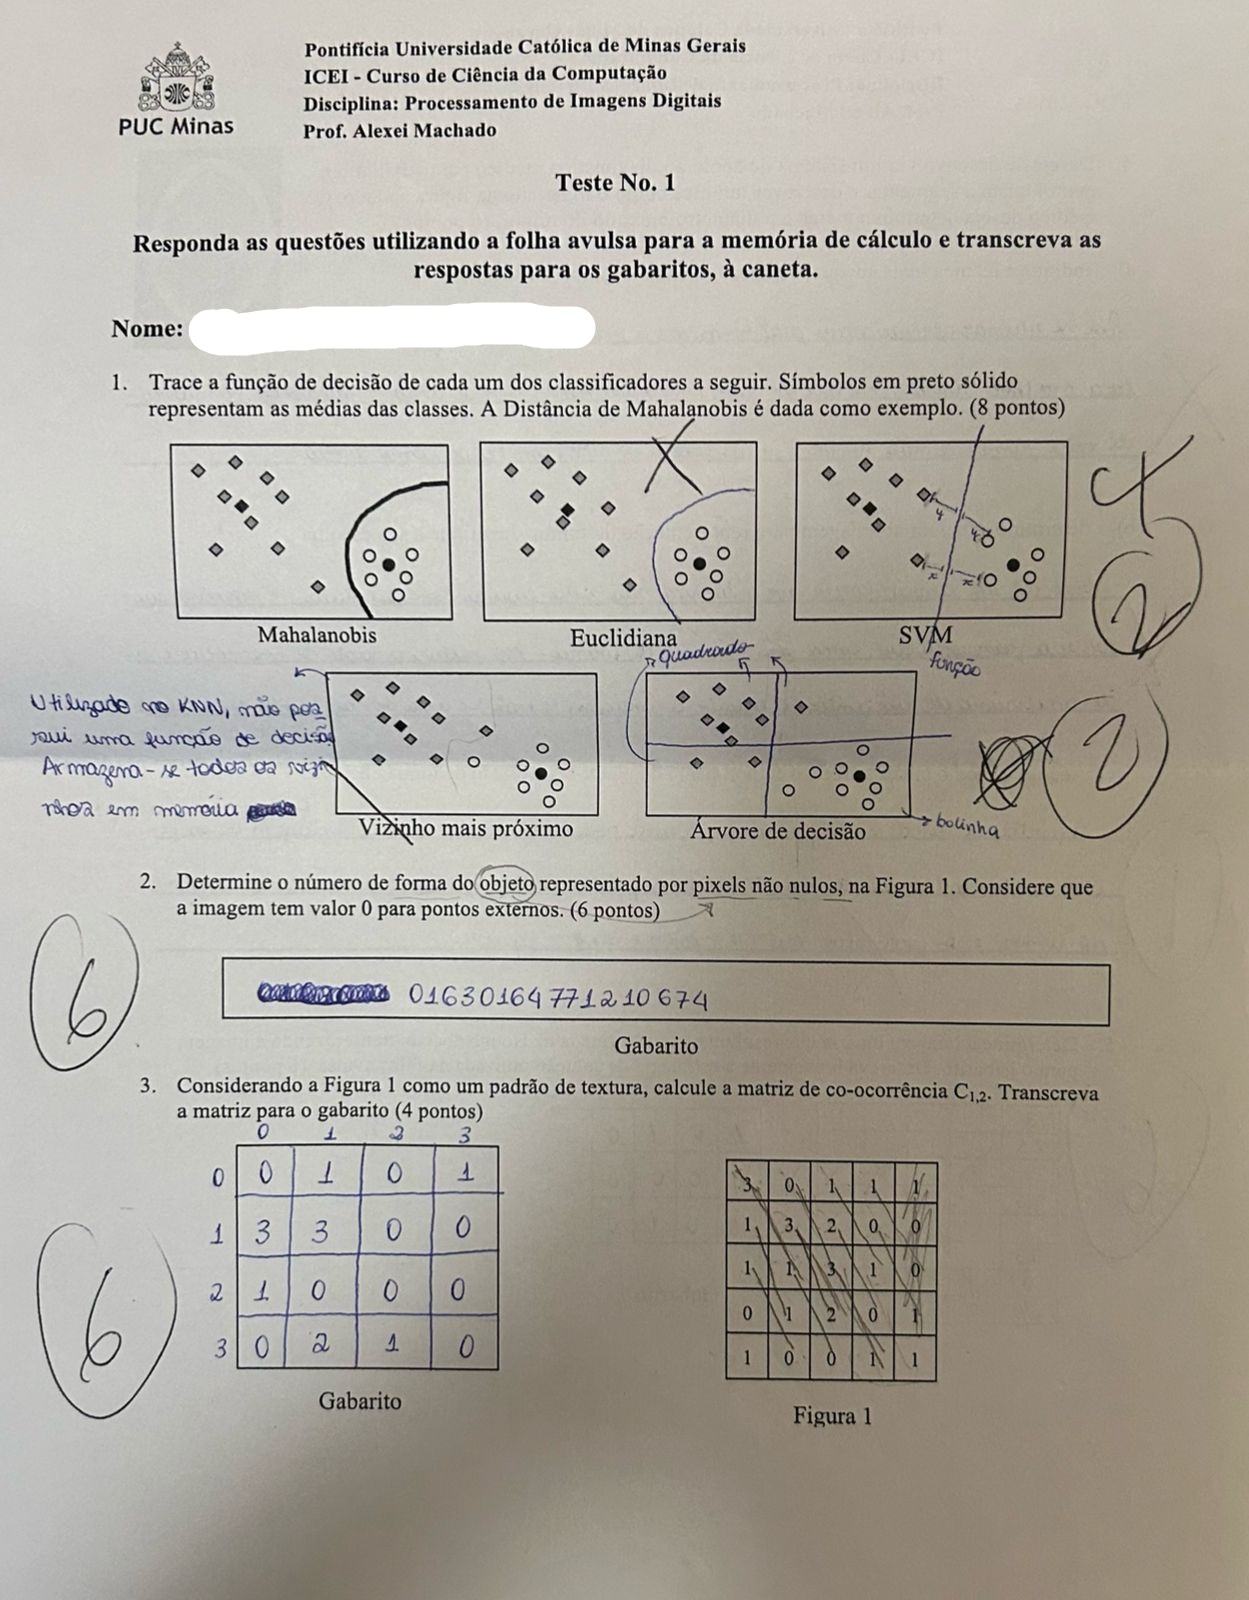 Pontifícia Universidade Católica de Minas Gerais
ICEI - Curso de Ciência da Computação
Disciplina: Processamento de Imagens Digitais
Prof. Alexei Machado
PUC Minas
Teste No. 1
Responda as questões utilizando a folha avulsa para a memória de cálculo e transcreva as
respostas para os gabaritos, à caneta.
Nome:
1. Trace a função de decisão de cada um dos classificadores a seguir. Símbolos em preto sólido
representam as médias das classes. A Distância de Mahalanobis é dada como exemplo. (8 pontos)
4 4
x x
2
Mahalanobis
Euclidiana
SVM
função
quadrado
Utilizado no KNN, não pos
sui uma função de decisão
Armazena-se todos os vizi
nhos em memória
2
bolinha
Vizinho mais próximo
Árvore de decisão
2. Determine o número de forma do objeto representado por pixels não nulos, na Figura 1. Considere que
a imagem tem valor 0 para pontos externos. (6 pontos)
6
01630164771210674
Gabarito
3. Considerando a Figura 1 como um padrão de textura, calcule a matriz de co-ocorrência C1,2. Transcreva
a matriz para o gabarito (4 pontos)
0 1 2 3
0 0 1 0 1
1 3 3 0 0
2 1 0 0 0
3 0 2 1 0
6
Gabarito
3 0 1 1 1
1 3 2 0 0
1 1 3 1 0
0 1 2 0 1
1 0 0 1 1
Figura 1